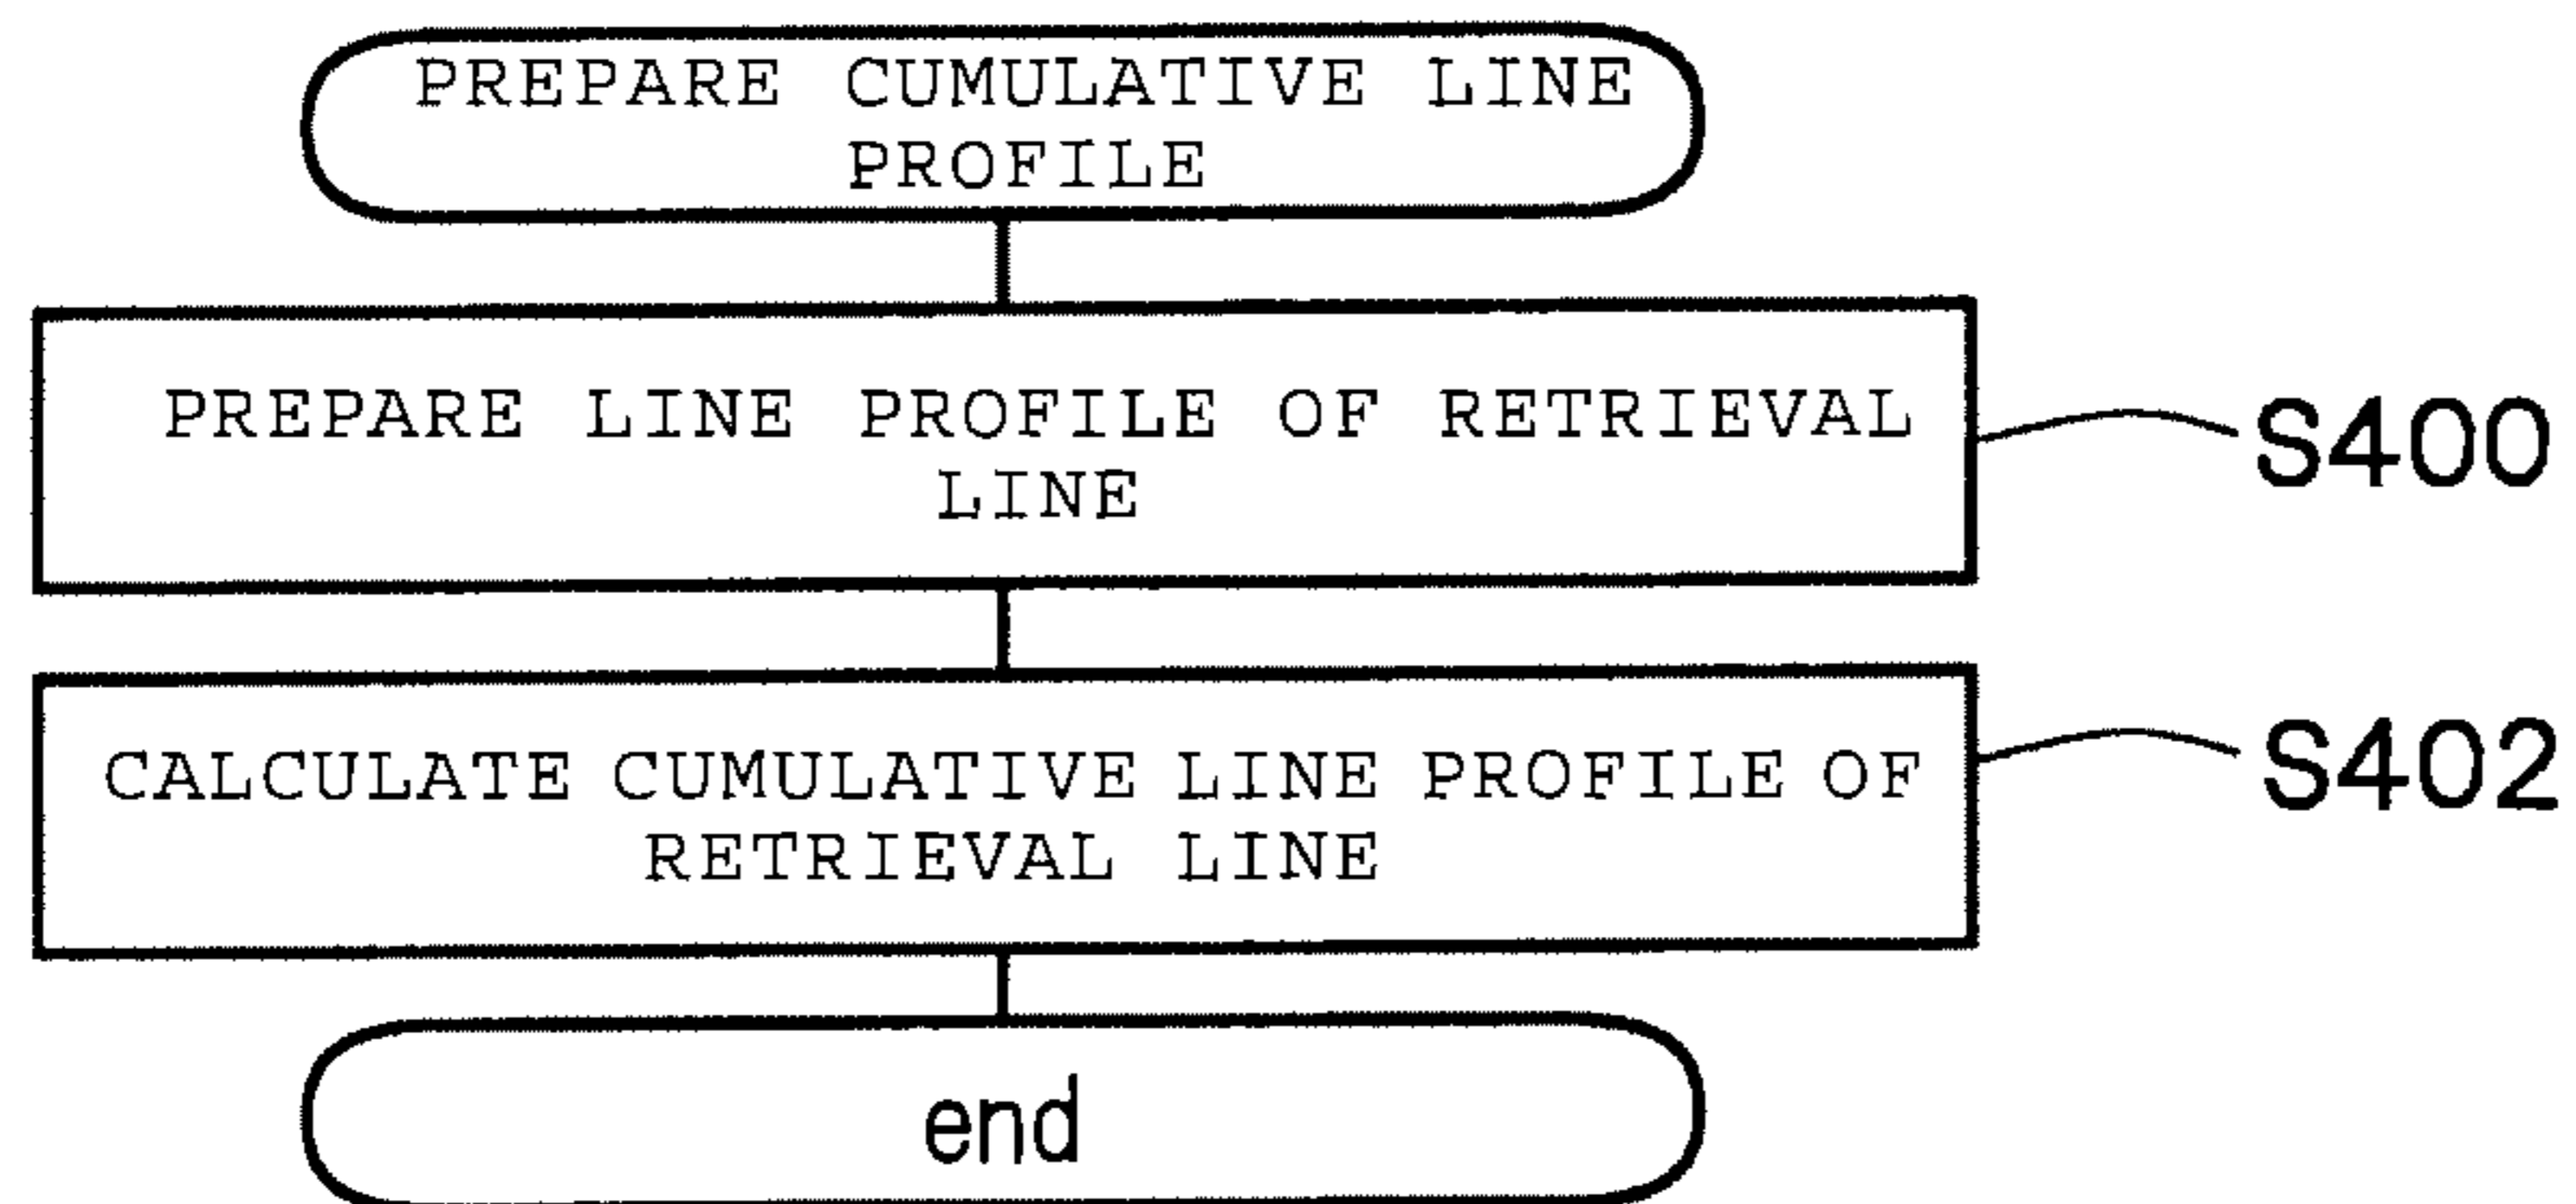 PREPARE CUMULATIVE LINE
PROFILE
PREPARE LINE PROFILE OF RETRIEVAL
LINE
S400
CALCULATE CUMULATIVE LINE PROFILE OF
RETRIEVAL LINE
S402
end